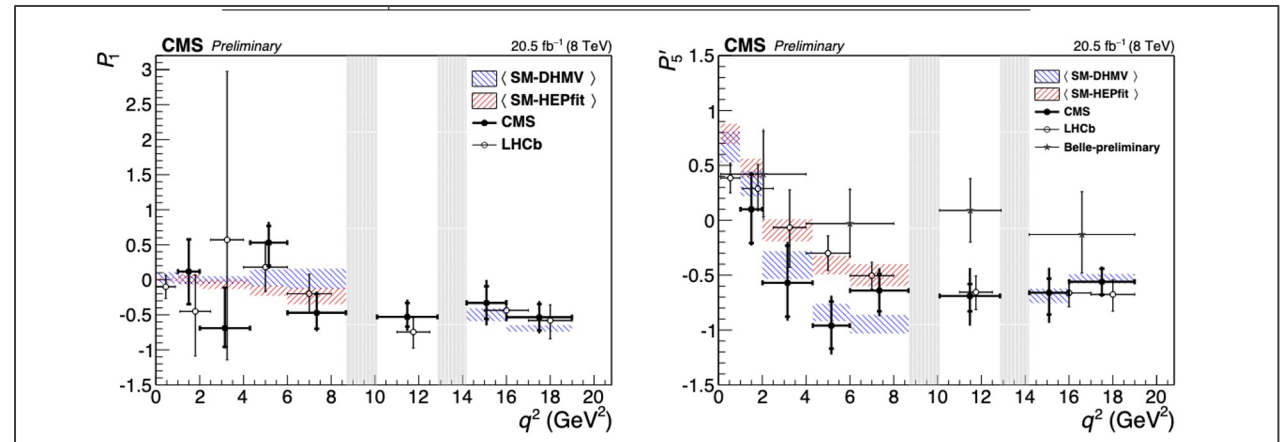 CMS Preliminary 20.5 fb⁻¹ (8 TeV)
P₁
3
2.5
2
1.5
1
0.5
0
-0.5
-1
-1.5
⟨ SM-DHMV ⟩
⟨ SM-HEPfit ⟩
CMS
LHCb
0 2 4 6 8 10 12 14 16 18 20
q² (GeV²)
CMS Preliminary 20.5 fb⁻¹ (8 TeV)
P₅′
1.5
1
0.5
0
-0.5
-1
-1.5
⟨ SM-DHMV ⟩
⟨ SM-HEPfit ⟩
CMS
LHCb
Belle-preliminary
0 2 4 6 8 10 12 14 16 18 20
q² (GeV²)